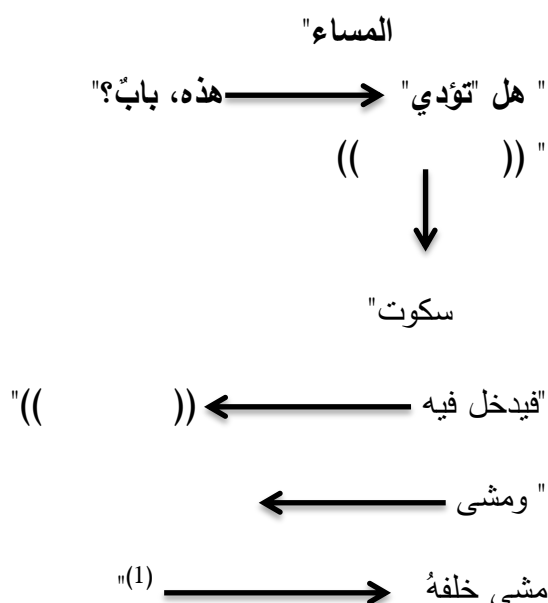 المساء"
" هل "تؤدي" هذه، بابٌ؟"
" (( ))
سكوت"
"فيدخل فيه (( ))"
" ومشى
مشى خلفهُ (1)"